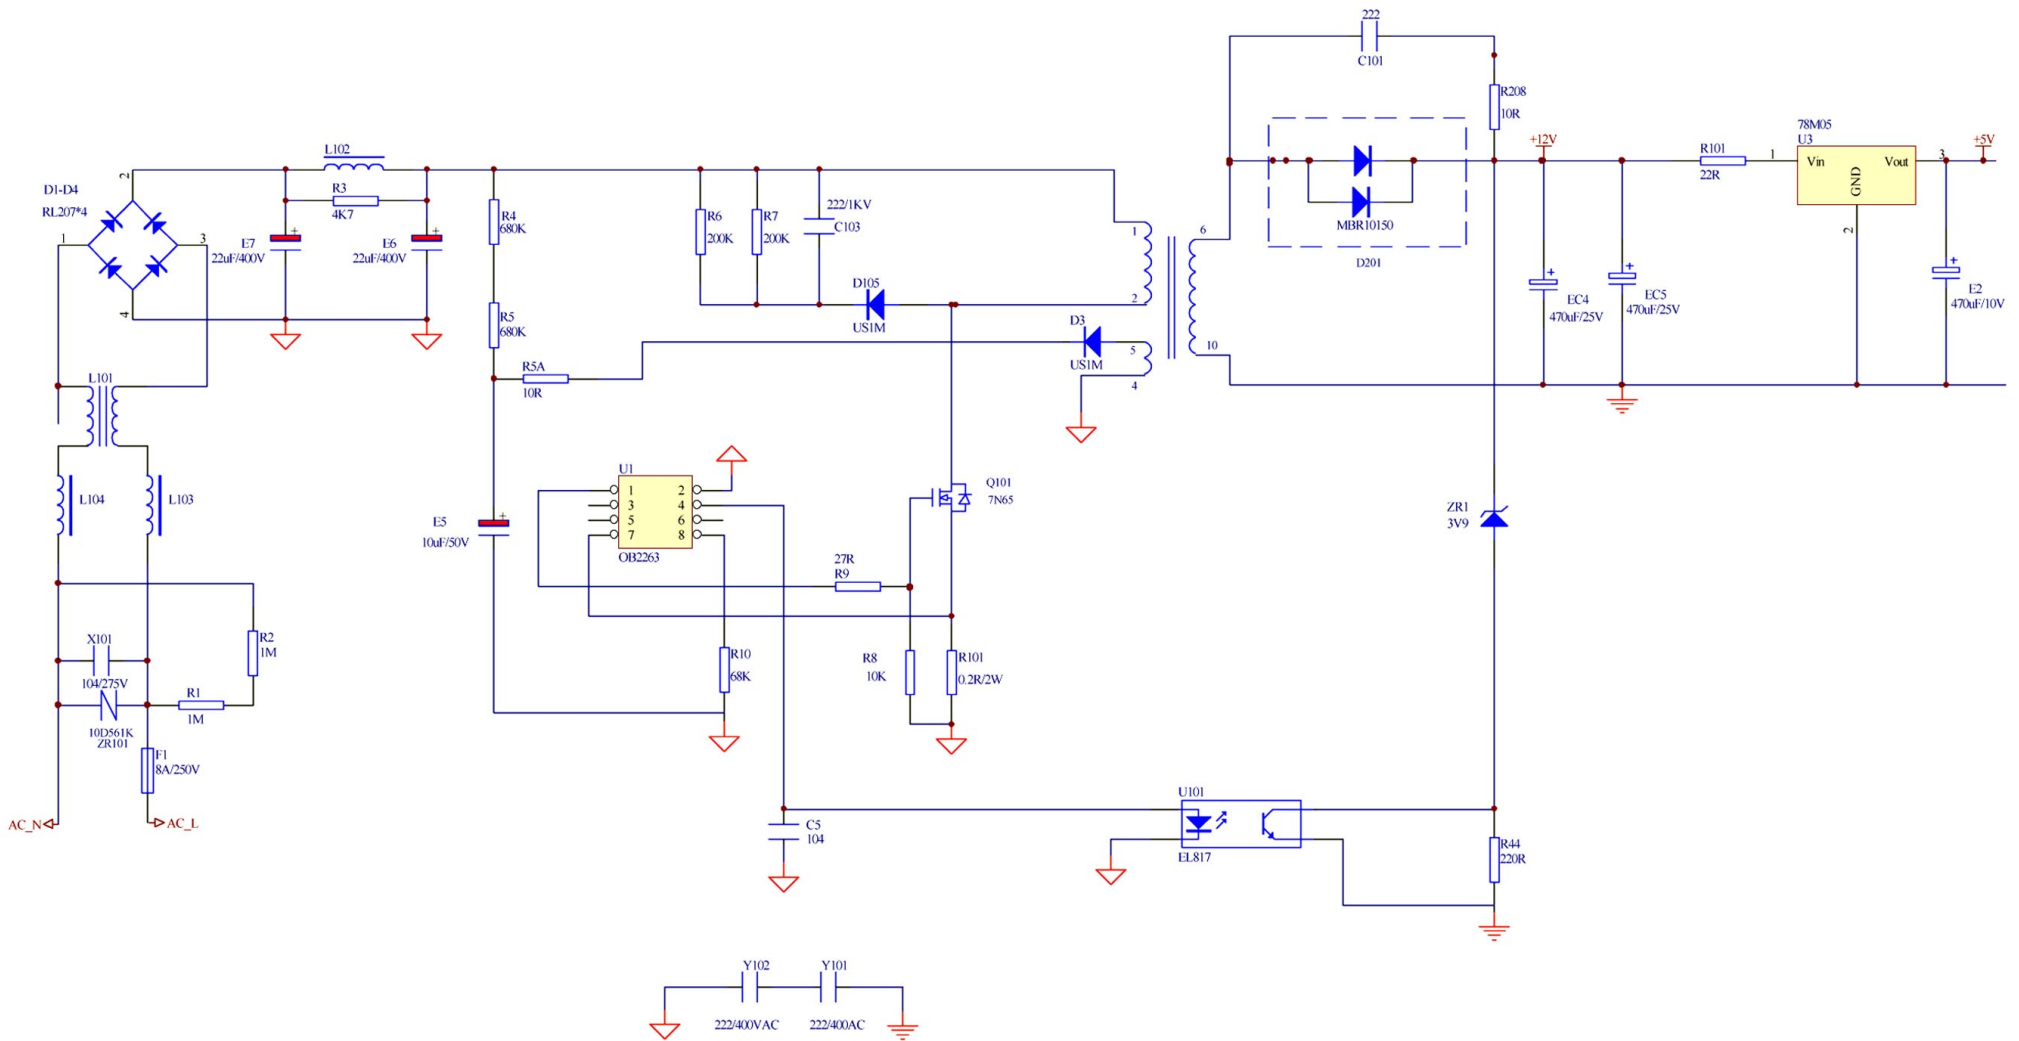 222
C101
R208
10R
78M05
U3
+12V
+5V
R101
22R
1
Vin
Vout
3
GND
2
MBR10150
D201
EC4
470uF/25V
EC5
470uF/25V
E2
470uF/10V
L102
D1-D4
RL207*4
2
1
3
4
R3
4K7
E7
+
22uF/400V
E6
+
22uF/400V
R4
680K
R5
680K
R6
200K
R7
200K
222/1KV
C103
D105
US1M
D3
US1M
1
2
5
4
6
10
+
+
+
R5A
10R
L101
L104
L103
U1
1
2
3
4
5
6
7
8
OB2263
Q101
7N65
ZR1
3V9
E5
+
10uF/50V
27R
R9
R2
1M
X101
104/275V
R1
1M
10D561K
ZR101
F1
8A/250V
AC_N
AC_L
R10
68K
R8
10K
R101
0.2R/2W
C5
104
U101
EL817
R44
220R
Y102
Y101
222/400VAC
222/400AC